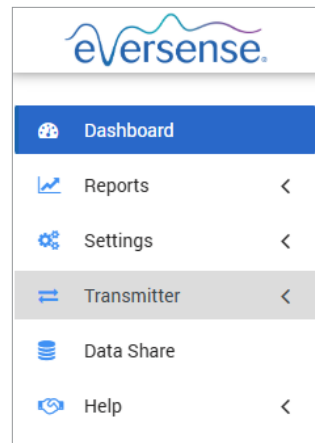 eversense.
Dashboard
Reports
Settings
Transmitter
Data Share
Help